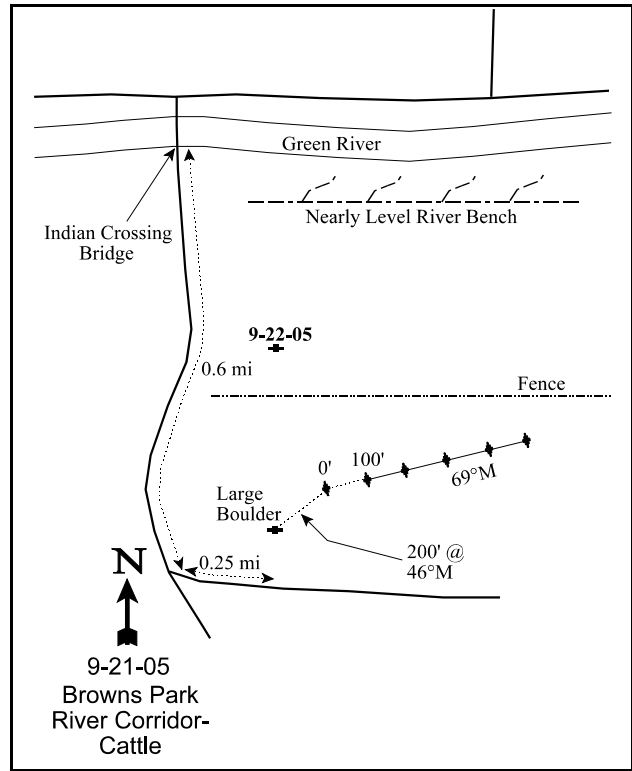 Green River
Indian Crossing
Bridge
Nearly Level River Bench
9-22-05
0.6 mi
Fence
0'
100'
69°M
Large
Boulder
200' @
46°M
0.25 mi
N
9-21-05
Browns Park
River Corridor-
Cattle